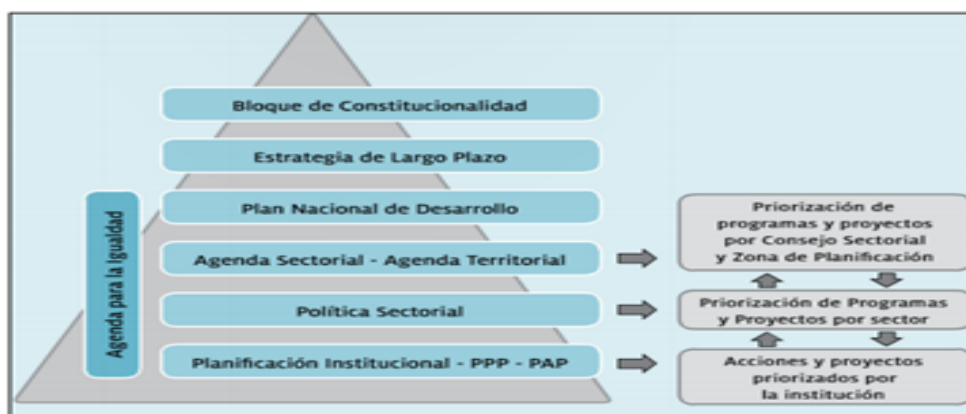 Bloque de Constitucionalidad
Estrategia de Largo Plazo
Plan Nacional de Desarrollo
Agenda Sectorial - Agenda Territorial
Política Sectorial
Planificación Institucional - PPP - PAP
Agenda para la Igualdad
Priorización de
programas y proyectos
por Consejo Sectorial
y Zona de Planificación
Priorización de Programas
y Proyectos por sector
Acciones y proyectos
priorizados por
la institución